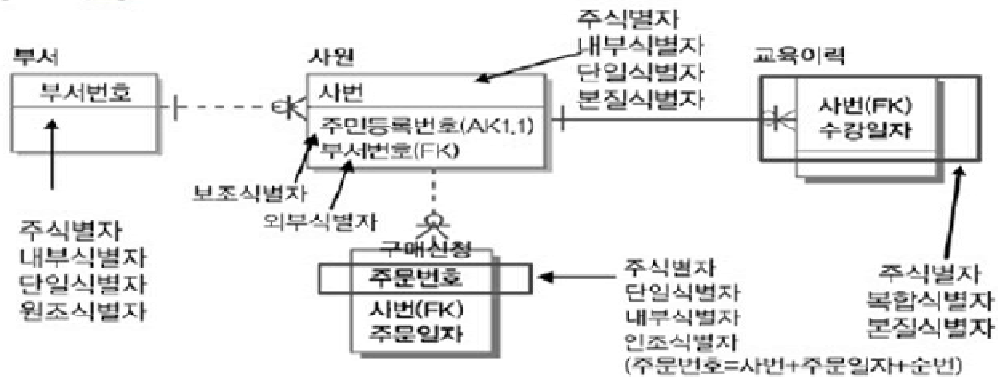 부서
부서번호
주식별자
내부식별자
단일식별자
원조식별자
사원
사번
주민등록번호(AK1.1)
부서번호(FK)
보조식별자
외부식별자
주식별자
내부식별자
단일식별자
본질식별자
교육이력
사번(FK)
수강일자
구매신청
주문번호
사번(FK)
주문일자
주식별자
단일식별자
내부식별자
인조식별자
(주문번호=사번+주문일자+순번)
주식별자
복합식별자
본질식별자